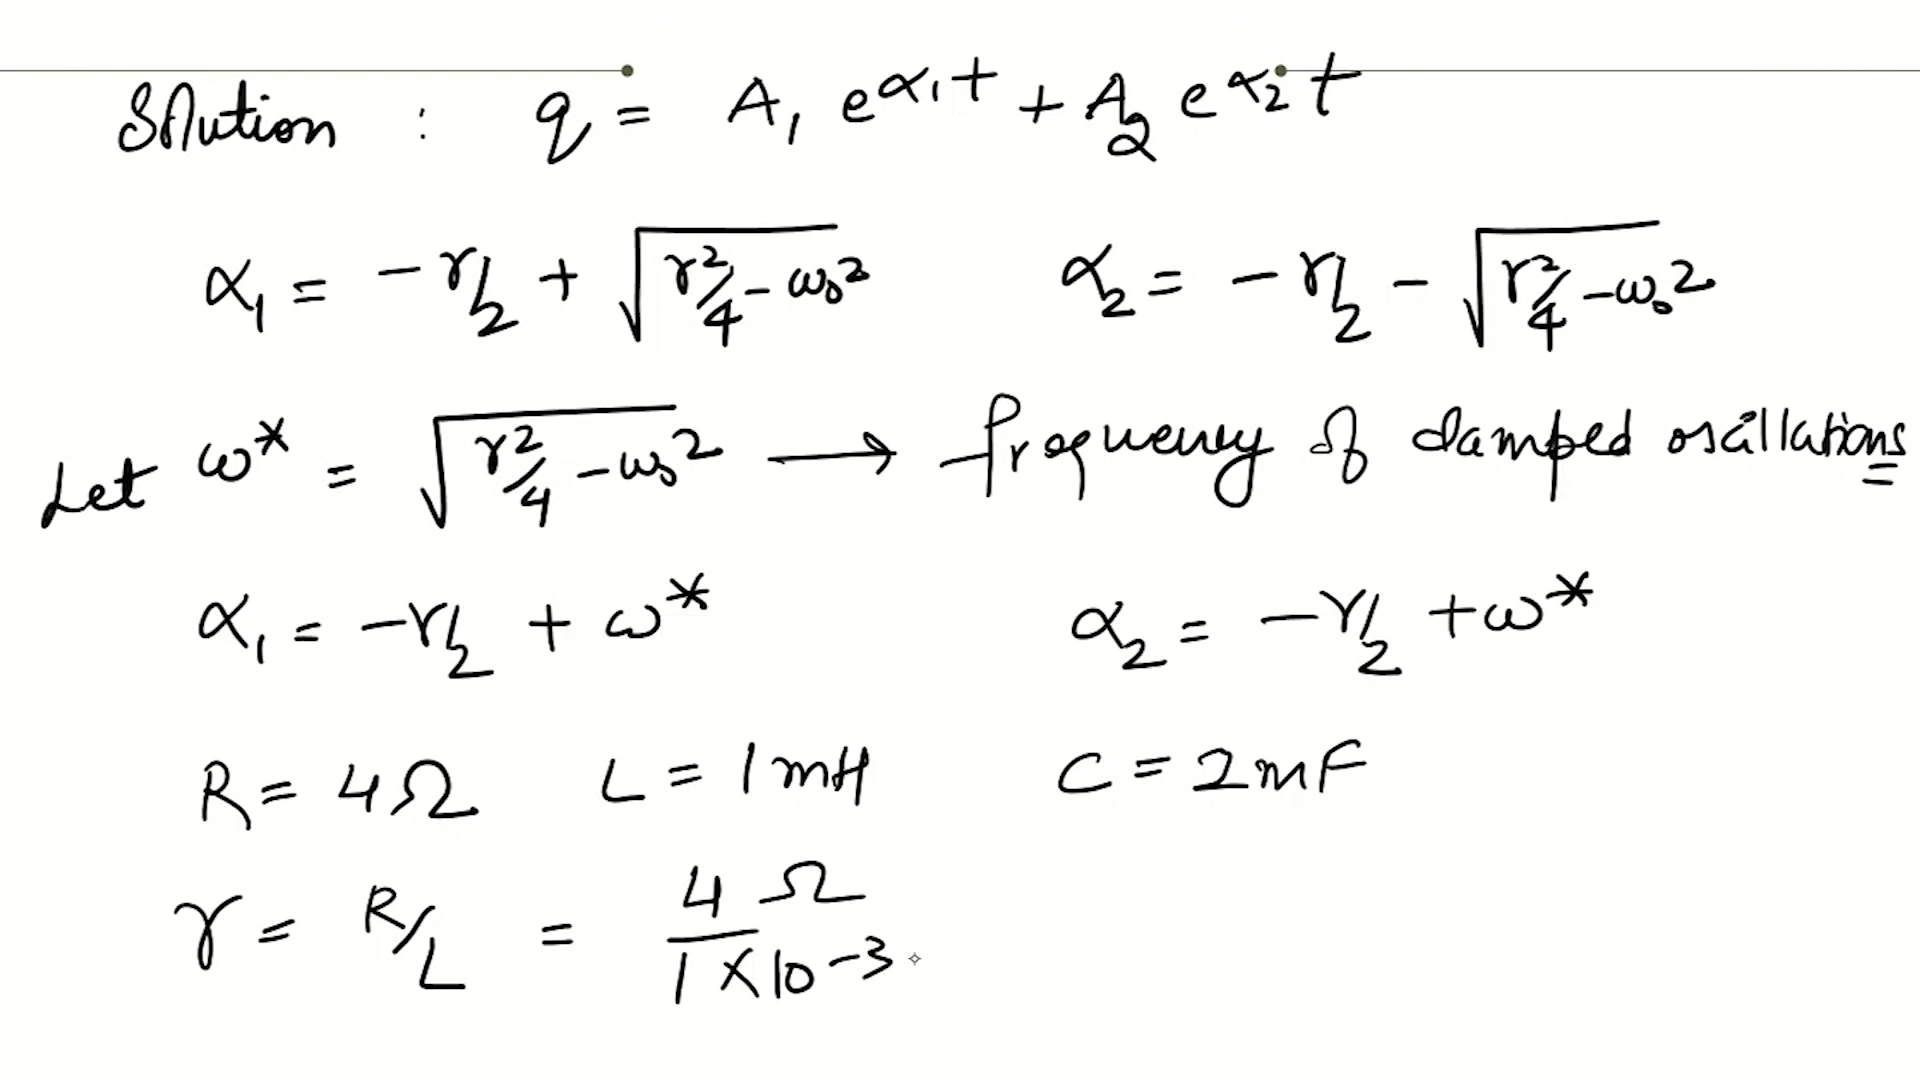 Solution : q = A₁ e^α₁t + A₂ e^α₂t
α₁ = -γ/2 + √(γ²/4 - ω₀²) α₂ = -γ/2 - √(γ²/4 - ω₀²)
Let ω* = √(γ²/4 - ω₀²) → frequency of damped oscillations
α₁ = -γ/2 + ω* α₂ = -γ/2 + ω*
R = 4Ω L = 1mH C = 2mF
γ = R/L = 4Ω / 1 × 10^-3